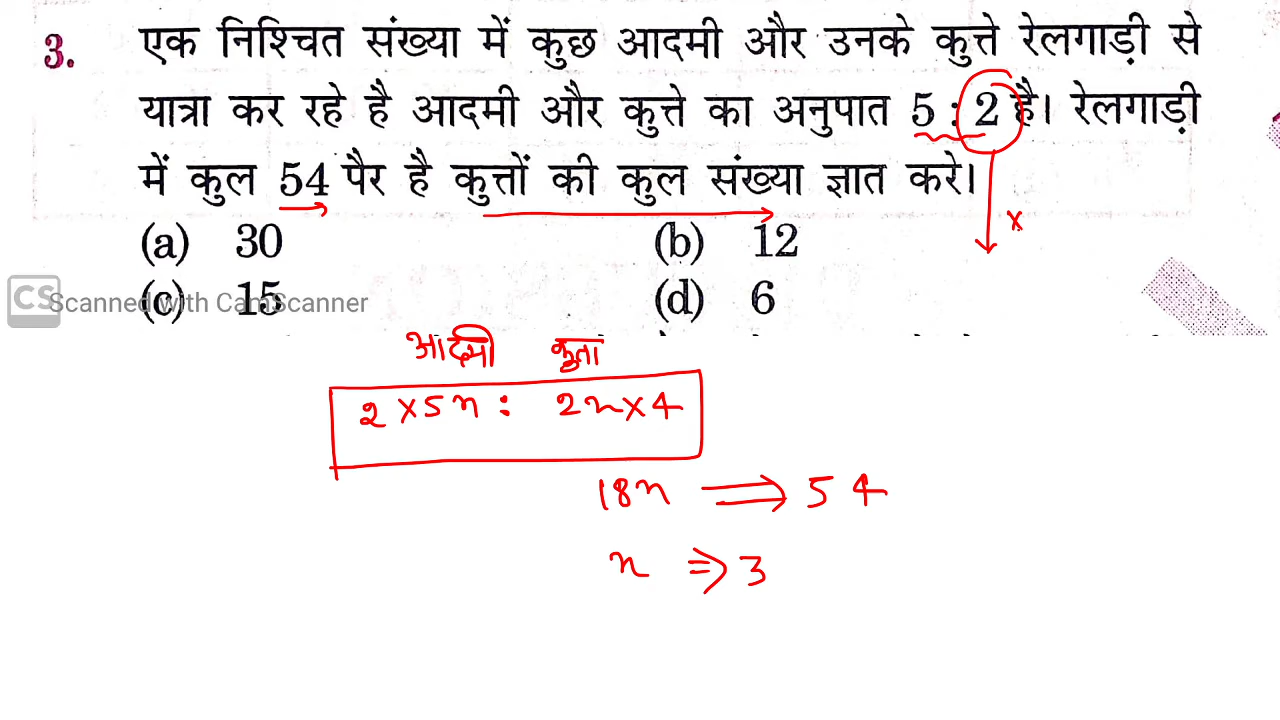 3. एक निश्चित संख्या में कुछ आदमी और उनके कुत्ते रेलगाड़ी से
यात्रा कर रहे है आदमी और कुत्ते का अनुपात 5 : 2 है। रेलगाड़ी
में कुल 54 पैर है कुत्तों की कुल संख्या ज्ञात करे।
(a) 30 (b) 12
(c) 15 (d) 6
CS Scanned with CamScanner
आदमी कुत्ता
2 × 5x : 2x × 4
18x ⟹ 54
x ⇒ 3
×